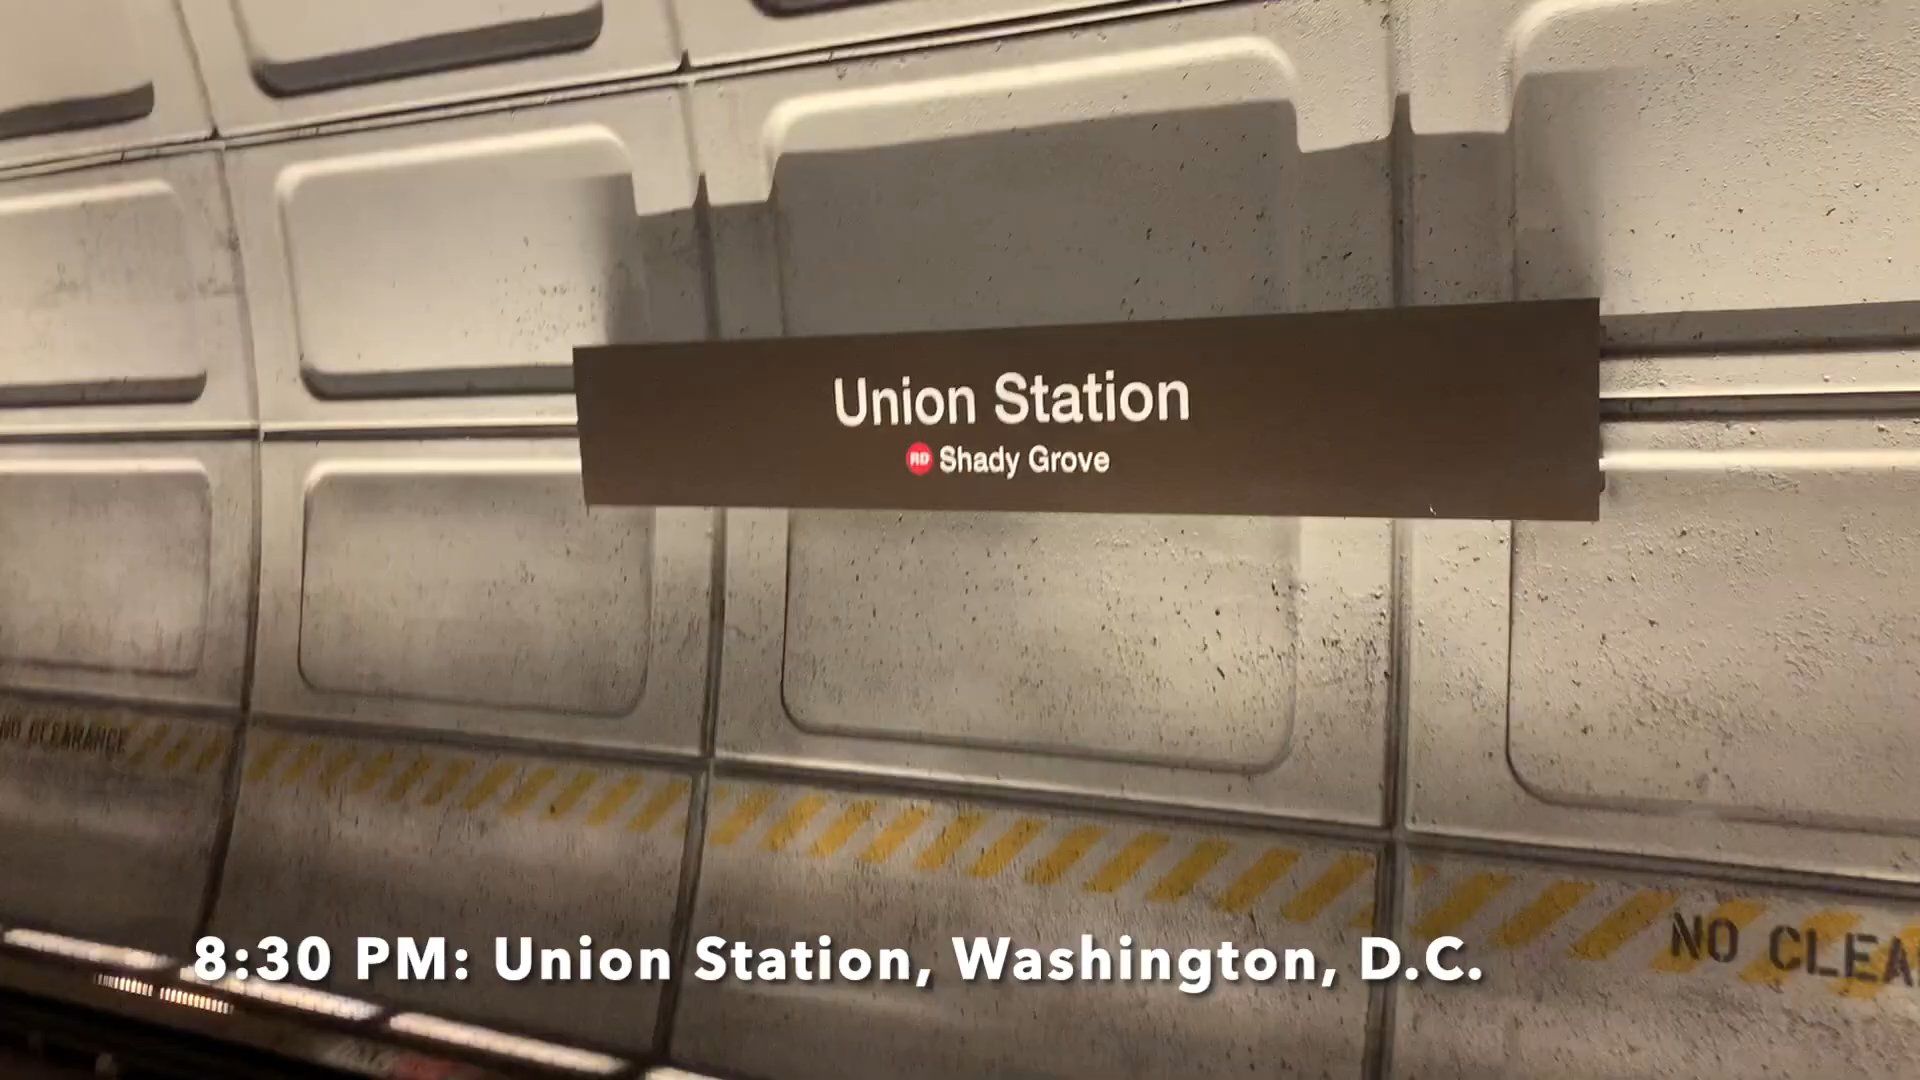 Union Station
RD Shady Grove
NO CLEARANCE
NO CLEA
8:30 PM: Union Station, Washington, D.C.